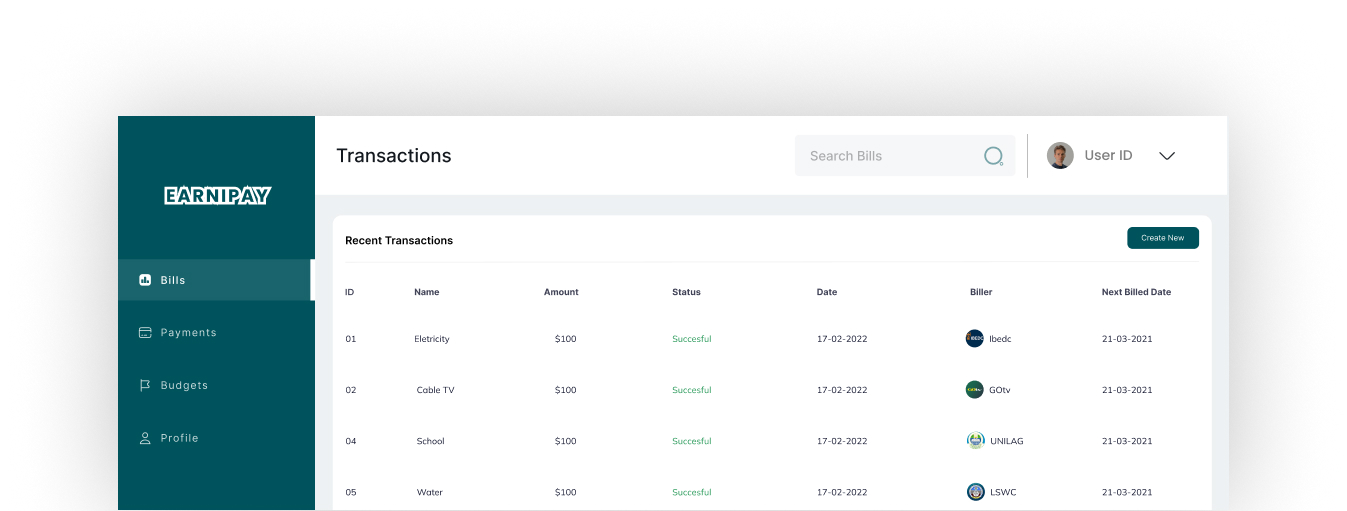 Transactions
Search Bills
User ID
EARNIPAY
Bills
Payments
Budgets
Profile
Recent Transactions
Create New
ID Name Amount Status Date Biller Next Billed Date
01 Eletricity $100 Succesful 17-02-2022 IBEDC Ibedc 21-03-2021
02 Cable TV $100 Succesful 17-02-2022 GOtv 21-03-2021
04 School $100 Succesful 17-02-2022 UNILAG 21-03-2021
05 Water $100 Succesful 17-02-2022 LSWC 21-03-2021